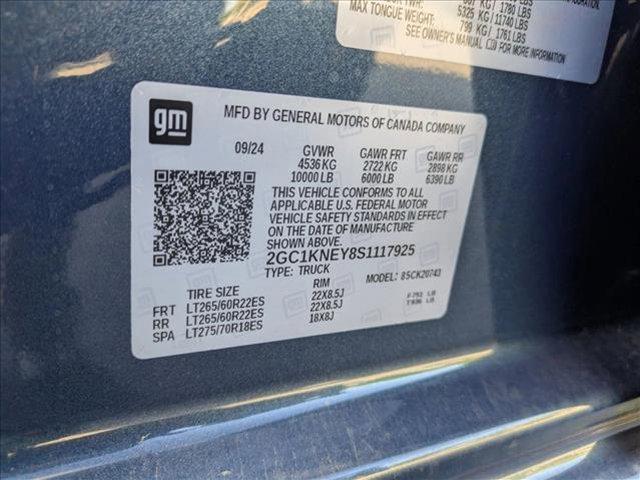 KG / 1780 LBS
5325 KG / 11740 LBS
MAX TONGUE WEIGHT: 799 KG / 1761 LBS
SEE OWNER'S MANUAL FOR MORE INFORMATION
gm
MFD BY GENERAL MOTORS OF CANADA COMPANY
09/24 GVWR GAWR FRT GAWR RR
4536 KG 2722 KG 2898 KG
10000 LB 6000 LB 6390 LB
THIS VEHICLE CONFORMS TO ALL
APPLICABLE U.S. FEDERAL MOTOR
VEHICLE SAFETY STANDARDS IN EFFECT
ON THE DATE OF MANUFACTURE
SHOWN ABOVE.
2GC1KNEY8S1117925
TYPE: TRUCK MODEL: 85CK20743
TIRE SIZE RIM
FRT LT265/60R22ES 22X8.5J
RR LT265/60R22ES 22X8.5J
SPA LT275/70R18ES 18X8J